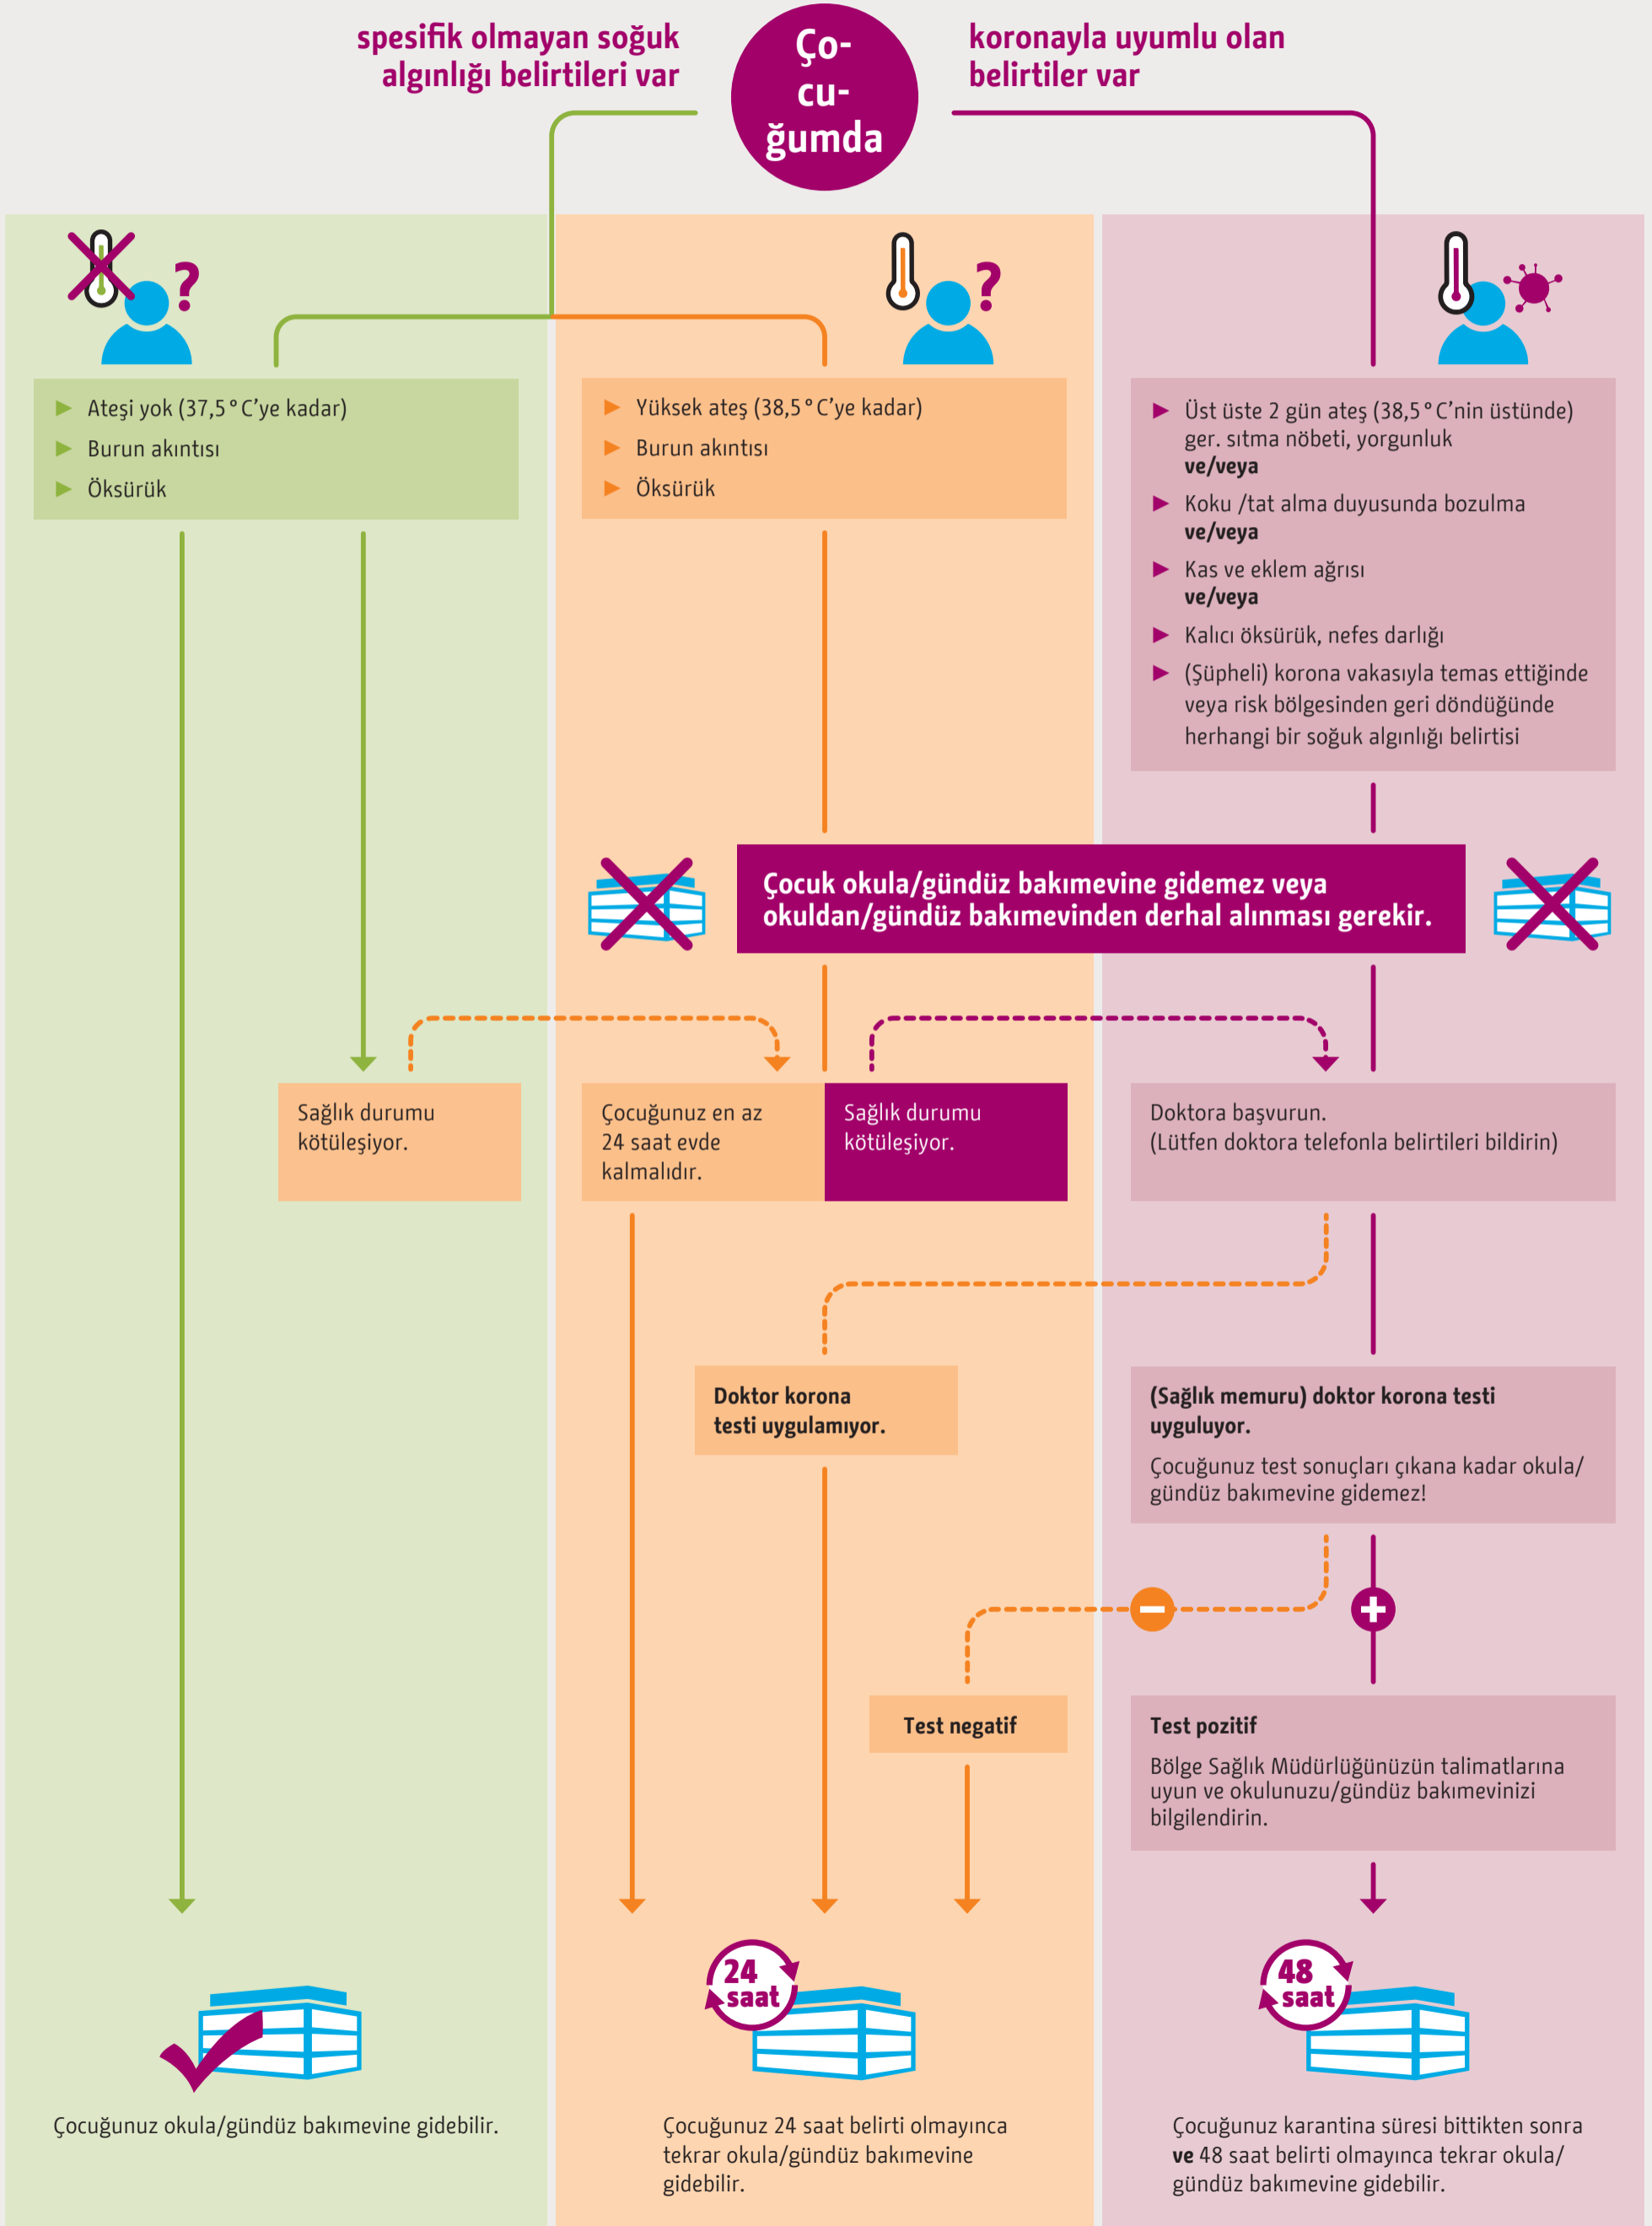 spesifik olmayan soğuk
algınlığı belirtileri var
Ço-
cu-
ğumda
koronayla uyumlu olan
belirtiler var
?
?
Ateşi yok (37,5 °C’ye kadar)
Burun akıntısı
Öksürük
Yüksek ateş (38,5 °C’ye kadar)
Burun akıntısı
Öksürük
Üst üste 2 gün ateş (38,5 °C’nin üstünde)
ger. sıtma nöbeti, yorgunluk
ve/veya
Koku /tat alma duyusunda bozulma
ve/veya
Kas ve eklem ağrısı
ve/veya
Kalıcı öksürük, nefes darlığı
(Şüpheli) korona vakasıyla temas ettiğinde
veya risk bölgesinden geri döndüğünde
herhangi bir soğuk algınlığı belirtisi
Çocuk okula/gündüz bakımevine gidemez veya
okuldan/gündüz bakımevinden derhal alınması gerekir.
Sağlık durumu
kötüleşiyor.
Çocuğunuz en az
24 saat evde
kalmalıdır.
Sağlık durumu
kötüleşiyor.
Doktora başvurun.
(Lütfen doktora telefonla belirtileri bildirin)
Doktor korona
testi uygulamıyor.
(Sağlık memuru) doktor korona testi
uyguluyor.
Çocuğunuz test sonuçları çıkana kadar okula/
gündüz bakımevine gidemez!
Test negatif
Test pozitif
Bölge Sağlık Müdürlüğünüzün talimatlarına
uyun ve okulunuzu/gündüz bakımevinizi
bilgilendirin.
24
saat
48
saat
Çocuğunuz okula/gündüz bakımevine gidebilir.
Çocuğunuz 24 saat belirti olmayınca
tekrar okula/gündüz bakımevine
gidebilir.
Çocuğunuz karantina süresi bittikten sonra
ve 48 saat belirti olmayınca tekrar okula/
gündüz bakımevine gidebilir.